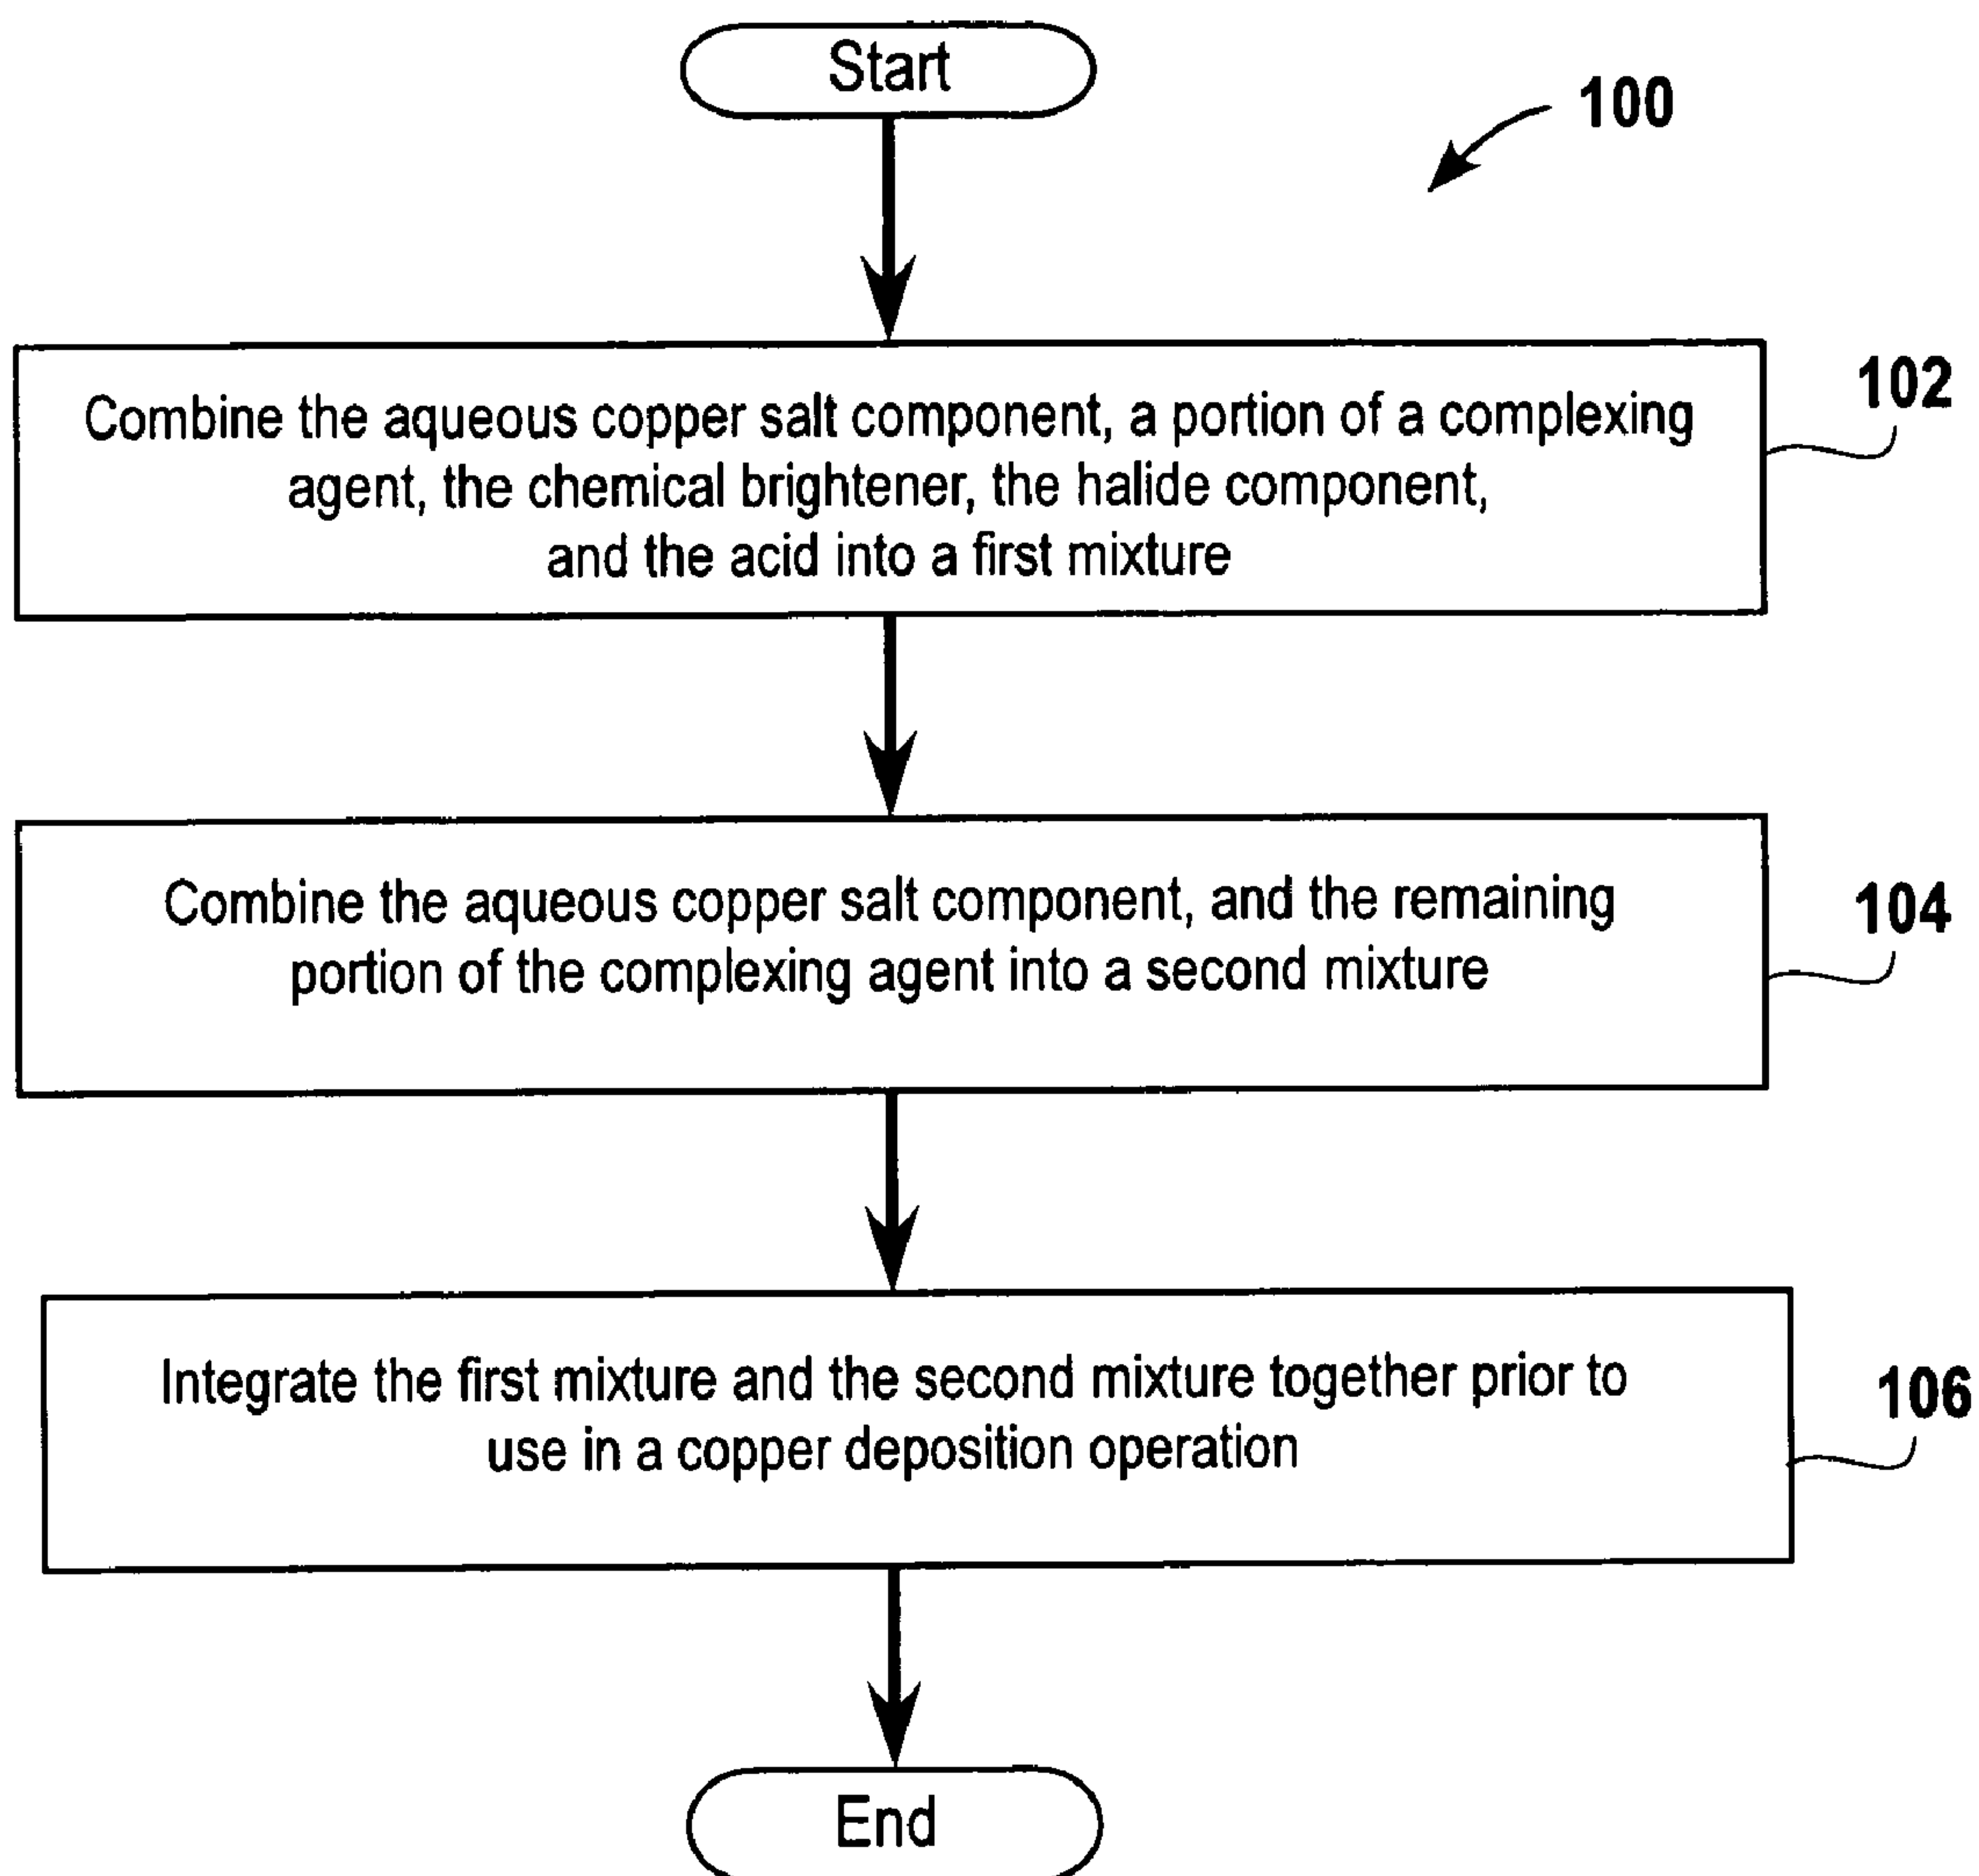 Start
100
Combine the aqueous copper salt component, a portion of a complexing
agent, the chemical brightener, the halide component,
and the acid into a first mixture
102
Combine the aqueous copper salt component, and the remaining
portion of the complexing agent into a second mixture
104
Integrate the first mixture and the second mixture together prior to
use in a copper deposition operation
106
End